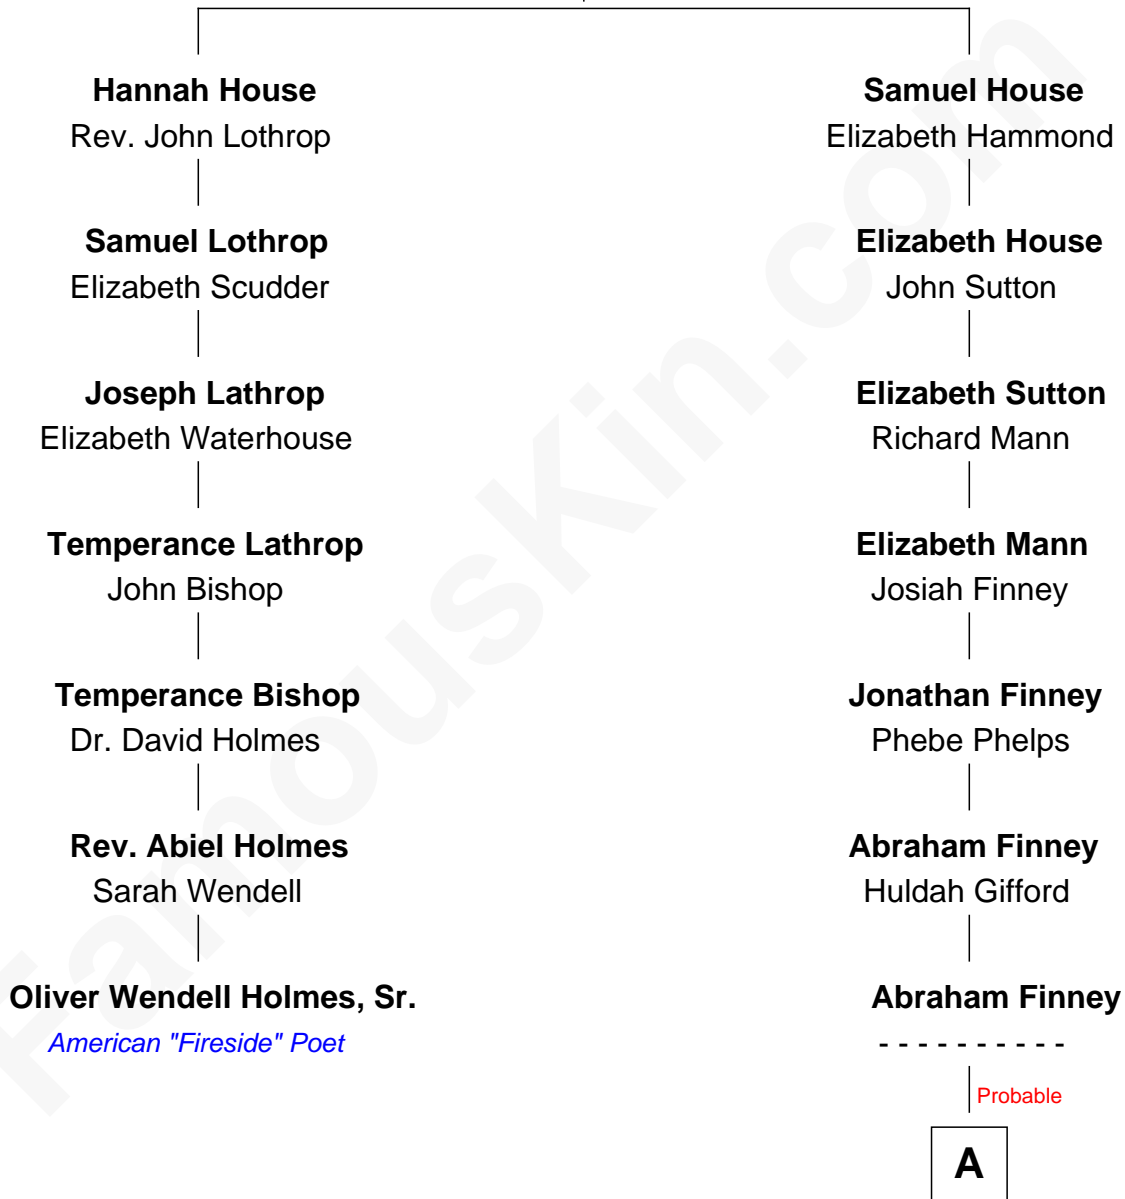 Hannah House
Rev. John Lothrop
Samuel Lothrop
Elizabeth Scudder
Joseph Lathrop
Elizabeth Waterhouse
Temperance Lathrop
John Bishop
Temperance Bishop
Dr. David Holmes
Rev. Abiel Holmes
Sarah Wendell
Oliver Wendell Holmes, Sr.
American "Fireside" Poet
Samuel House
Elizabeth Hammond
Elizabeth House
John Sutton
Elizabeth Sutton
Richard Mann
Elizabeth Mann
Josiah Finney
Jonathan Finney
Phebe Phelps
Abraham Finney
Huldah Gifford
Abraham Finney
- - - - - - - - - -
Probable
A
FamousKin.com